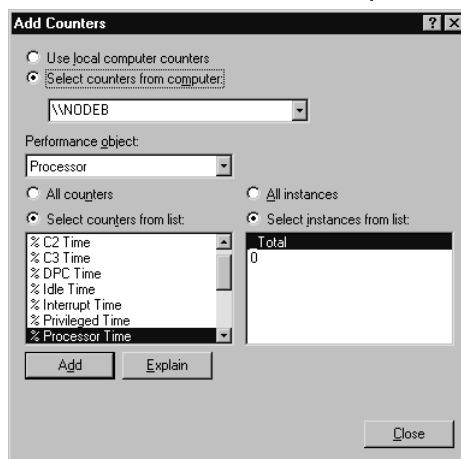 Add Counters
Use local computer counters
Select counters from computer:
\\NODEB
Performance object:
Processor
All counters
All instances
Select counters from list:
Select instances from list:
% C2 Time
% C3 Time
% DPC Time
% Idle Time
% Interrupt Time
% Privileged Time
% Processor Time
_Total
0
Add
Explain
Close